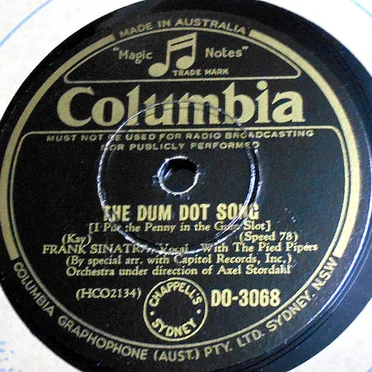 MADE IN AUSTRALIA
"Magic Notes"
TRADE MARK
Columbia
MUST NOT BE USED FOR RADIO BROADCASTING
NOR PUBLICLY PERFORMED
THE DUM DOT SONG
[I Put the Penny in the Gum Slot]
(Kay) (Speed 78)
FRANK SINATRA, Vocal, With The Pied Pipers
(By special arr. with Capitol Records, Inc.)
Orchestra under direction of Axel Stordahl
(HCO2134) CHAPPELL'S SYDNEY DO-3068
COLUMBIA GRAPHOPHONE (AUST.) PTY. LTD. SYDNEY. N.S.W